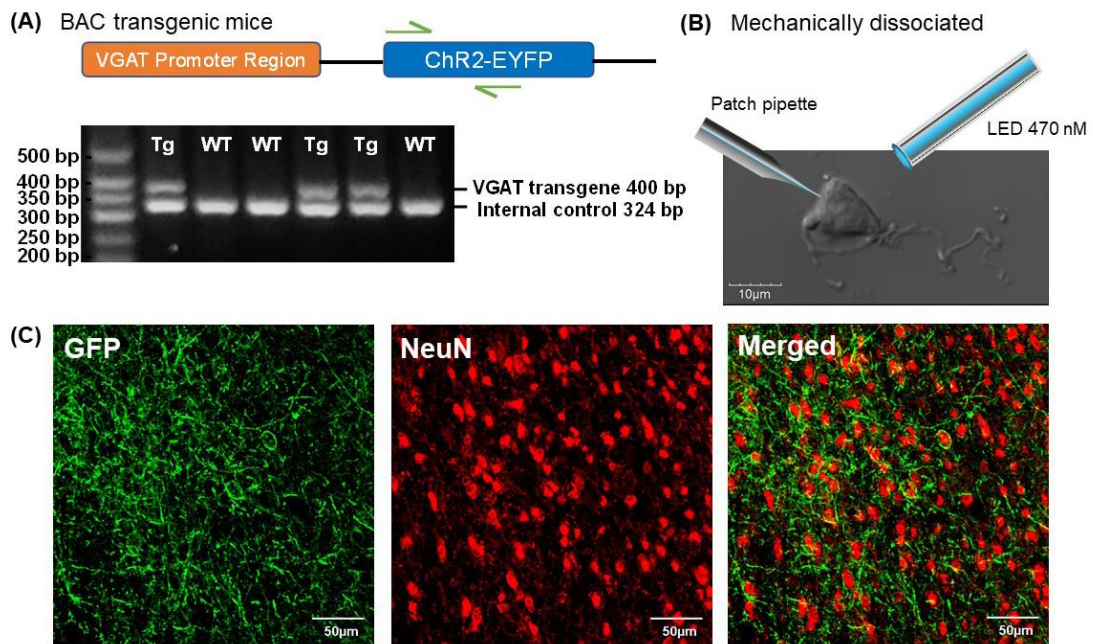 (A) BAC transgenic mice
VGAT Promoter Region
ChR2-EYFP
Tg WT WT Tg Tg WT
500 bp
400 bp
350 bp
300 bp
250 bp
200 bp
VGAT transgene 400 bp
Internal control 324 bp
(B) Mechanically dissociated
Patch pipette
LED 470 nM
10µm
(C)
GFP
50µm
NeuN
50µm
Merged
50µm